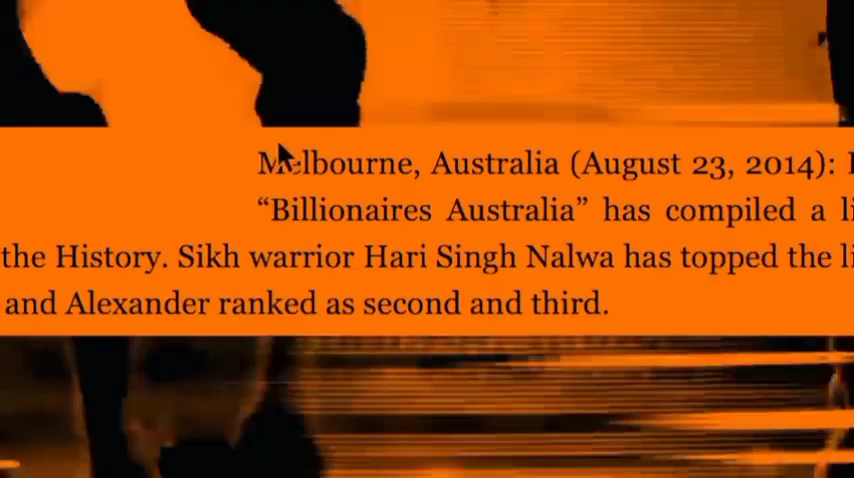 Melbourne, Australia (August 23, 2014):
“Billionaires Australia” has compiled a
the History. Sikh warrior Hari Singh Nalwa has topped the
and Alexander ranked as second and third.